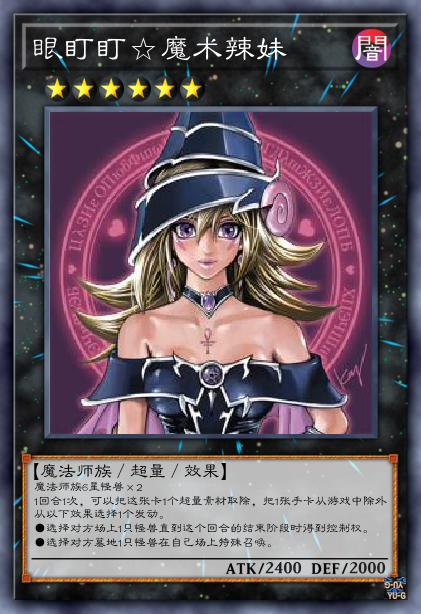 眼盯盯☆魔术辣妹
闇
【魔法师族/超量/效果】
魔法师族6星怪兽×2
1回合1次，可以把这张卡1个超量素材取除，把1张手卡从游戏中除外
从以下效果选择1个发动。
●选择对方场上1只怪兽直到这个回合的结束阶段时得到控制权。
●选择对方墓地1只怪兽在自己场上特殊召唤。
ATK/2400 DEF/2000